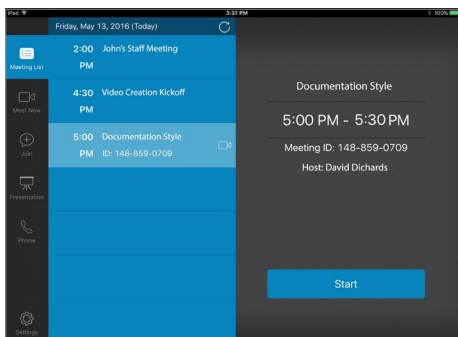 iPad
3:37 PM
100%
Friday, May 13, 2016 (Today)
Meeting List
Meet Now
Join
Presentation
Phone
Settings
2:00 PM John's Staff Meeting
4:30 PM Video Creation Kickoff
5:00 PM Documentation Style
ID: 148-859-0709
Documentation Style
5:00 PM - 5:30 PM
Meeting ID: 148-859-0709
Host: David Dichards
Start